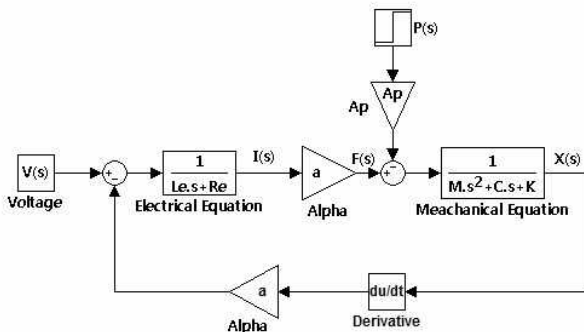 P(s)
Ap
Ap
V(s)
Voltage
+
-
1
Le.s+Re
Electrical Equation
I(s)
a
Alpha
F(s)
+
-
1
M.s²+C.s+K
Meachanical Equation
X(s)
a
Alpha
du/dt
Derivative